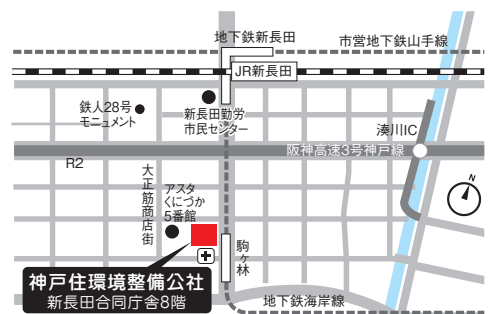 地下鉄新長田
市営地下鉄山手線
JR新長田
鉄人28号
モニュメント
新長田勤労
市民センター
湊川IC
阪神高速3号神戸線
R2
大正筋商店街
アスタ
くにづか
5番館
駒ヶ林
N
神戸住環境整備公社
新長田合同庁舎8階
地下鉄海岸線